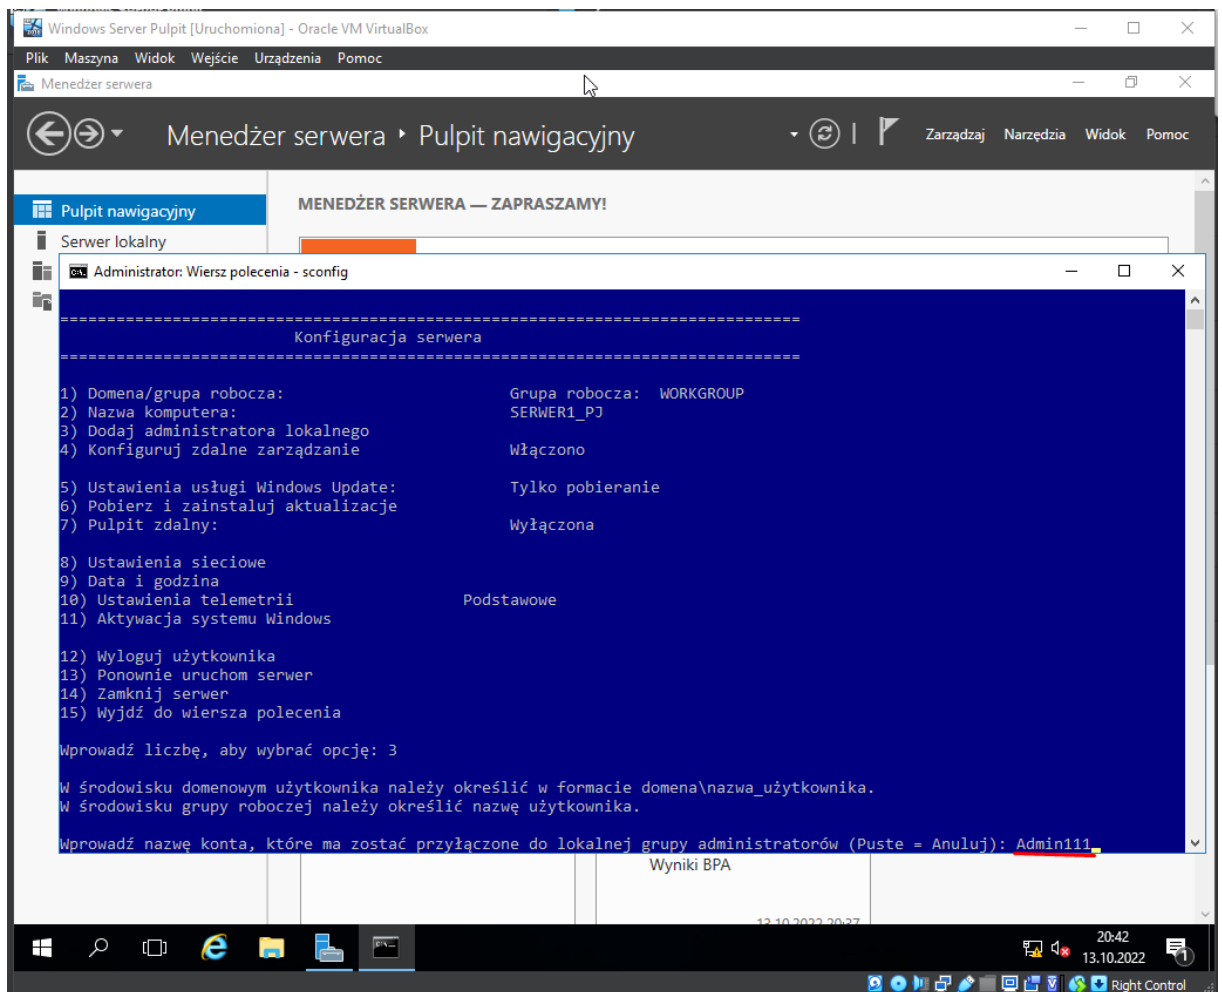 Windows Server Pulpit [Uruchomiona] - Oracle VM VirtualBox
Plik Maszyna Widok Wejście Urządzenia Pomoc
Menedżer serwera
Menedżer serwera Pulpit nawigacyjny
Zarządzaj Narzędzia Widok Pomoc
Pulpit nawigacyjny
MENEDŻER SERWERA — ZAPRASZAMY!
Serwer lokalny
Administrator: Wiersz polecenia - sconfig
===============================================================================
Konfiguracja serwera
===============================================================================
1) Domena/grupa robocza: Grupa robocza: WORKGROUP
2) Nazwa komputera: SERWER1_PJ
3) Dodaj administratora lokalnego
4) Konfiguruj zdalne zarządzanie Włączono
5) Ustawienia usługi Windows Update: Tylko pobieranie
6) Pobierz i zainstaluj aktualizacje
7) Pulpit zdalny: Wyłączona
8) Ustawienia sieciowe
9) Data i godzina
10) Ustawienia telemetrii Podstawowe
11) Aktywacja systemu Windows
12) Wyloguj użytkownika
13) Ponownie uruchom serwer
14) Zamknij serwer
15) Wyjdź do wiersza polecenia
Wprowadź liczbę, aby wybrać opcję: 3
W środowisku domenowym użytkownika należy określić w formacie domena\nazwa_użytkownika.
W środowisku grupy roboczej należy określić nazwę użytkownika.
Wprowadź nazwę konta, które ma zostać przyłączone do lokalnej grupy administratorów (Puste = Anuluj): Admin111
Wyniki BPA
13.10.2022 20:37
20:42
13.10.2022
1
Right Control